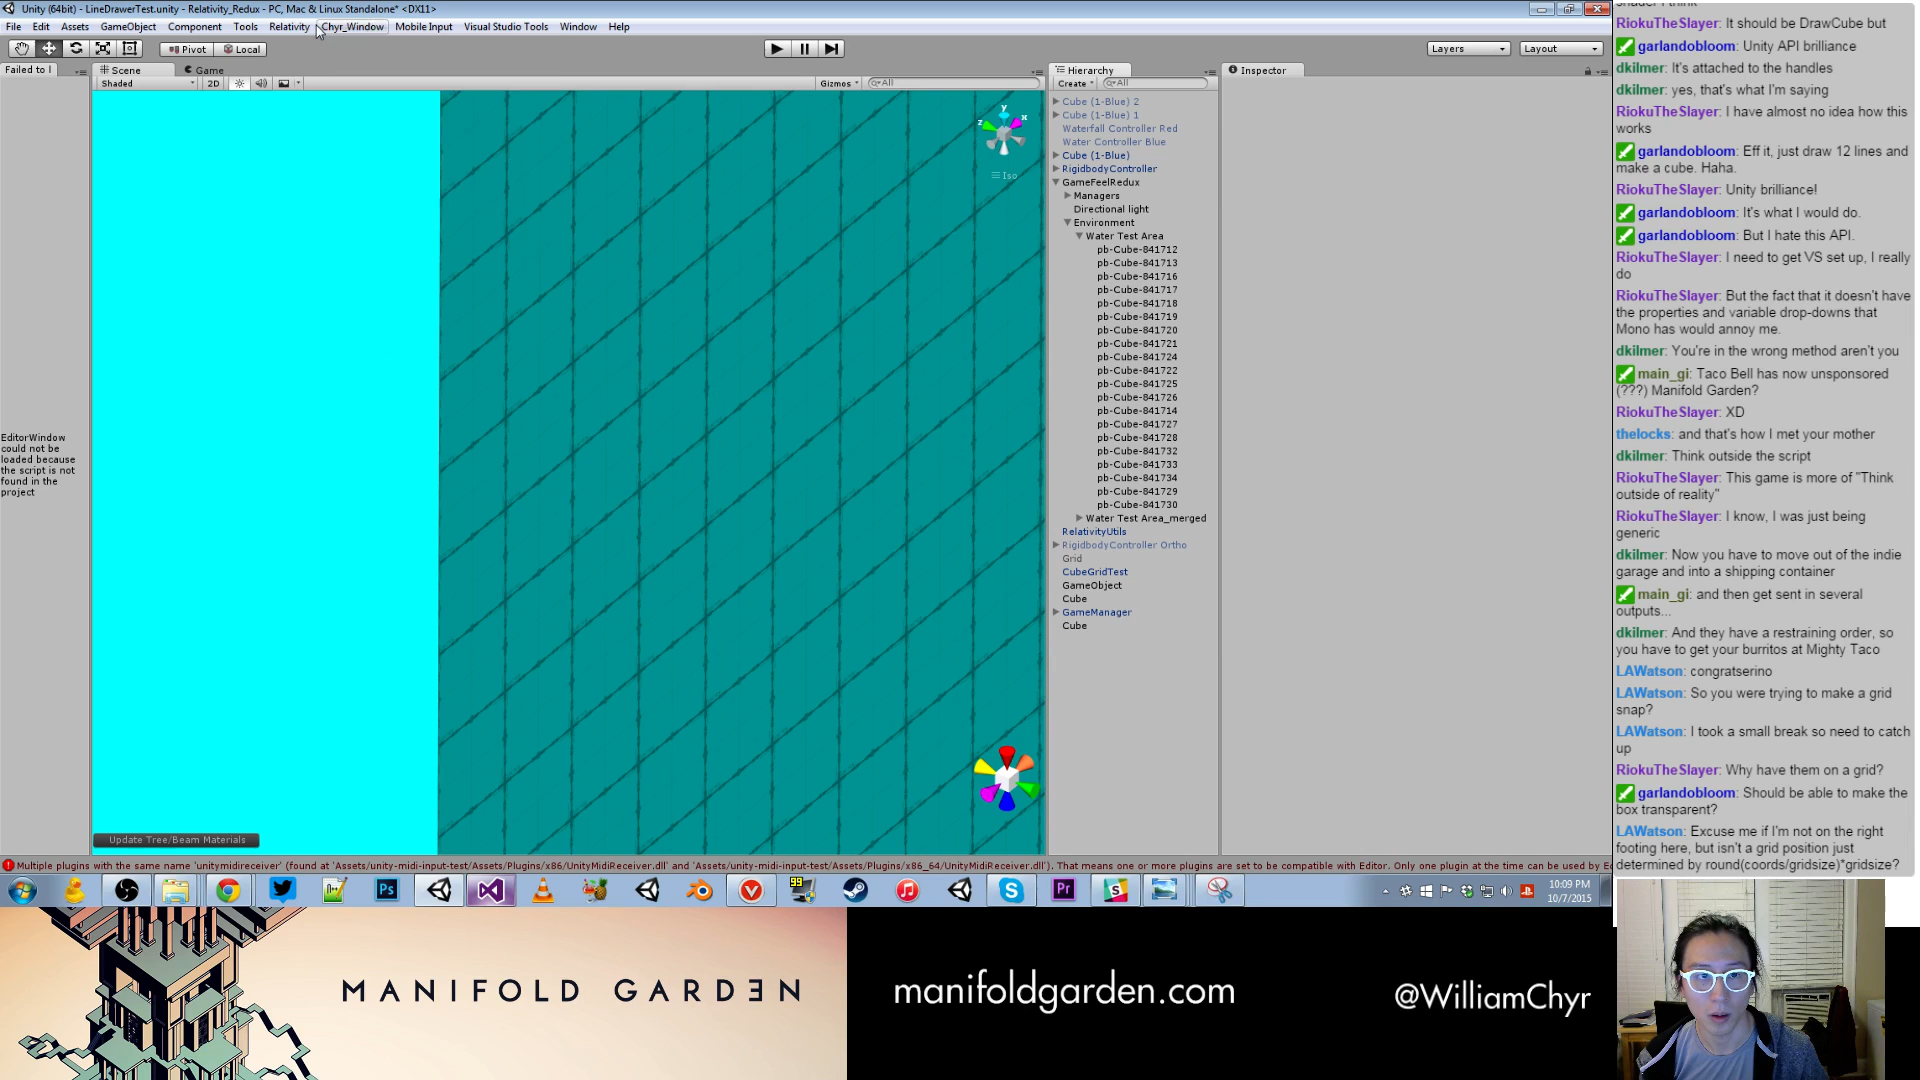 Unity (64bit) - LineDrawerTest.unity - Relativity_Redux - PC, Mac & Linux Standalone* <DX11>
File Edit Assets GameObject Component Tools Relativity Chyr_Window Mobile Input Visual Studio Tools Window Help
Pivot Local Layers Layout
Failed to l
Scene Game
Shaded 2D Gizmos All
y
z
x
Iso
EditorWindow
could not be
loaded because
the script is not
found in the
project
Update Tree/Beam Materials
Hierarchy
Create All
Cube (1-Blue) 2
Cube (1-Blue) 1
Waterfall Controller Red
Water Controller Blue
Cube (1-Blue)
RigidbodyController
GameFeelRedux
Managers
Directional light
Environment
Water Test Area
pb-Cube-841712
pb-Cube-841713
pb-Cube-841716
pb-Cube-841717
pb-Cube-841718
pb-Cube-841719
pb-Cube-841720
pb-Cube-841721
pb-Cube-841724
pb-Cube-841722
pb-Cube-841725
pb-Cube-841726
pb-Cube-841714
pb-Cube-841727
pb-Cube-841728
pb-Cube-841732
pb-Cube-841733
pb-Cube-841734
pb-Cube-841729
pb-Cube-841730
Water Test Area_merged
RelativityUtils
RigidbodyController Ortho
Grid
CubeGridTest
GameObject
Cube
GameManager
Cube
Inspector
Multiple plugins with the same name 'unitymidireceiver' (found at 'Assets/unity-midi-input-test/Assets/Plugins/x86/UnityMidiReceiver.dll' and 'Assets/unity-midi-input-test/Assets/Plugins/x86_64/UnityMidiReceiver.dll'). That means one or more plugins are set to be compatible with Editor. Only one plugin at the time can be used by E
99
Ps
Pr
10:09 PM
10/7/2015
shader I think
RiokuTheSlayer: It should be DrawCube but
garlandobloom: Unity API brilliance
dkilmer: It's attached to the handles
dkilmer: yes, that's what I'm saying
RiokuTheSlayer: I have almost no idea how this
works
garlandobloom: Eff it, just draw 12 lines and
make a cube. Haha.
RiokuTheSlayer: Unity brilliance!
garlandobloom: It's what I would do.
garlandobloom: But I hate this API.
RiokuTheSlayer: I need to get VS set up, I really
do
RiokuTheSlayer: But the fact that it doesn't have
the properties and variable drop-downs that
Mono has would annoy me.
dkilmer: You're in the wrong method aren't you
main_gi: Taco Bell has now unsponsored
(???) Manifold Garden?
RiokuTheSlayer: XD
thelocks: and that's how I met your mother
dkilmer: Think outside the script
RiokuTheSlayer: This game is more of "Think
outside of reality"
RiokuTheSlayer: I know, I was just being
generic
dkilmer: Now you have to move out of the indie
garage and into a shipping container
main_gi: and then get sent in several
outputs...
dkilmer: And they have a restraining order, so
you have to get your burritos at Mighty Taco
LAWatson: congratserino
LAWatson: So you were trying to make a grid
snap?
LAWatson: I took a small break so need to catch
up
RiokuTheSlayer: Why have them on a grid?
garlandobloom: Should be able to make the
box transparent?
LAWatson: Excuse me if I'm not on the right
footing here, but isn't a grid position just
determined by round(coords/gridsize)*gridsize?
MANIFOLD GARDƎN
manifoldgarden.com
@WilliamChyr